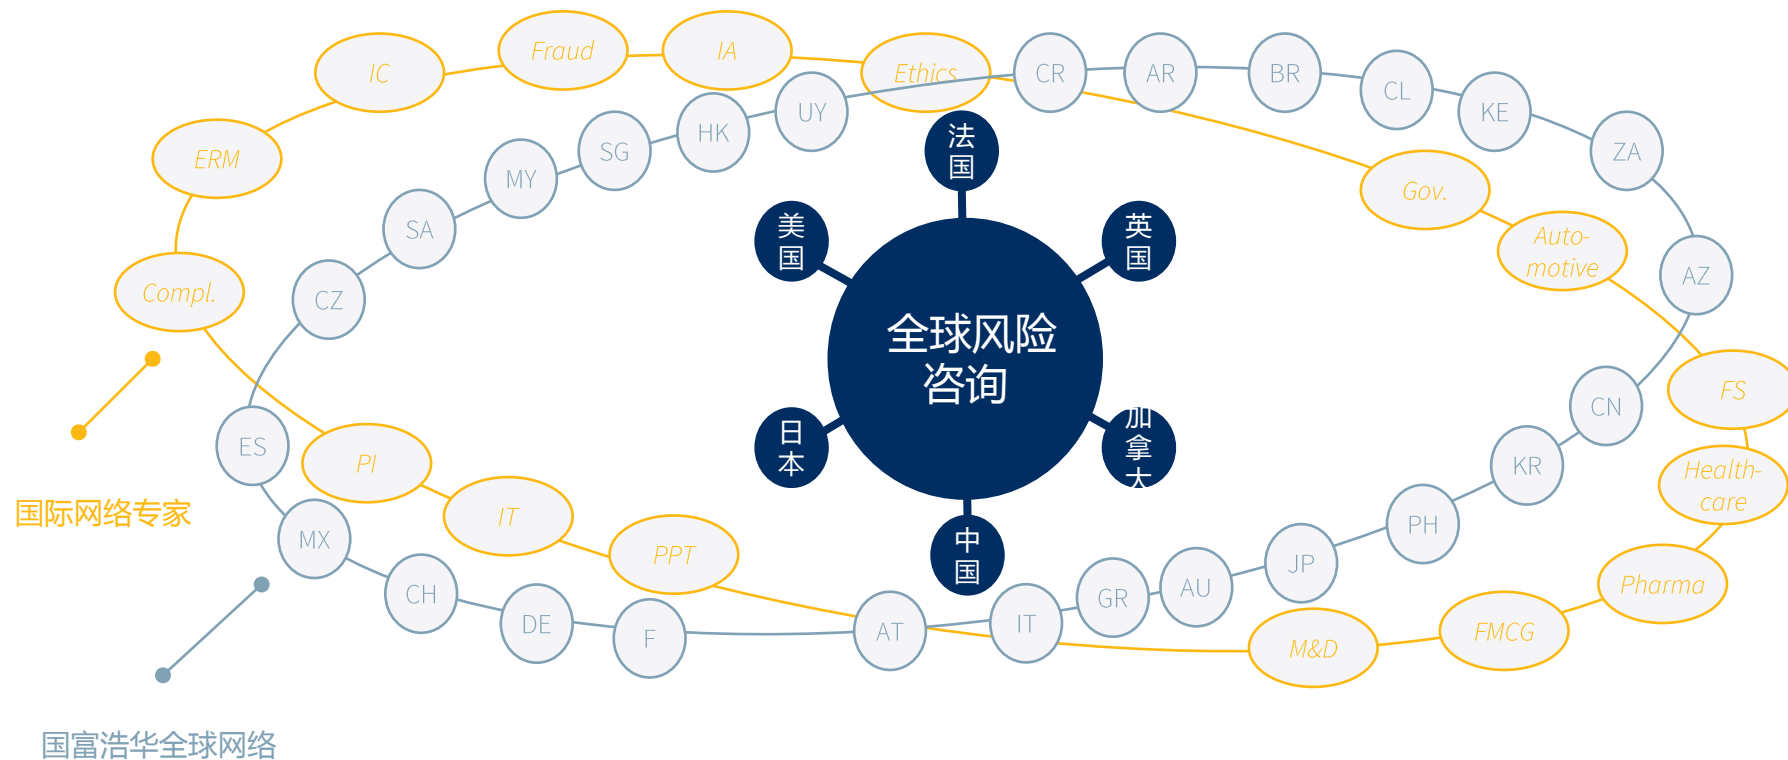 Fraud
IA
IC
Ethics
CR
AR
BR
CL
KE
UY
HK
SG
ZA
ERM
MY
SA
Gov.
Auto-
motive
AZ
Compl.
CZ
法
国
美
国
英
国
全球风险
咨询
日
本
加
拿
大
中
国
FS
CN
ES
PI
KR
Health-
care
IT
PH
国际网络专家
MX
PPT
JP
Pharma
CH
AU
GR
DE
F
AT
IT
FMCG
M&D
国富浩华全球网络